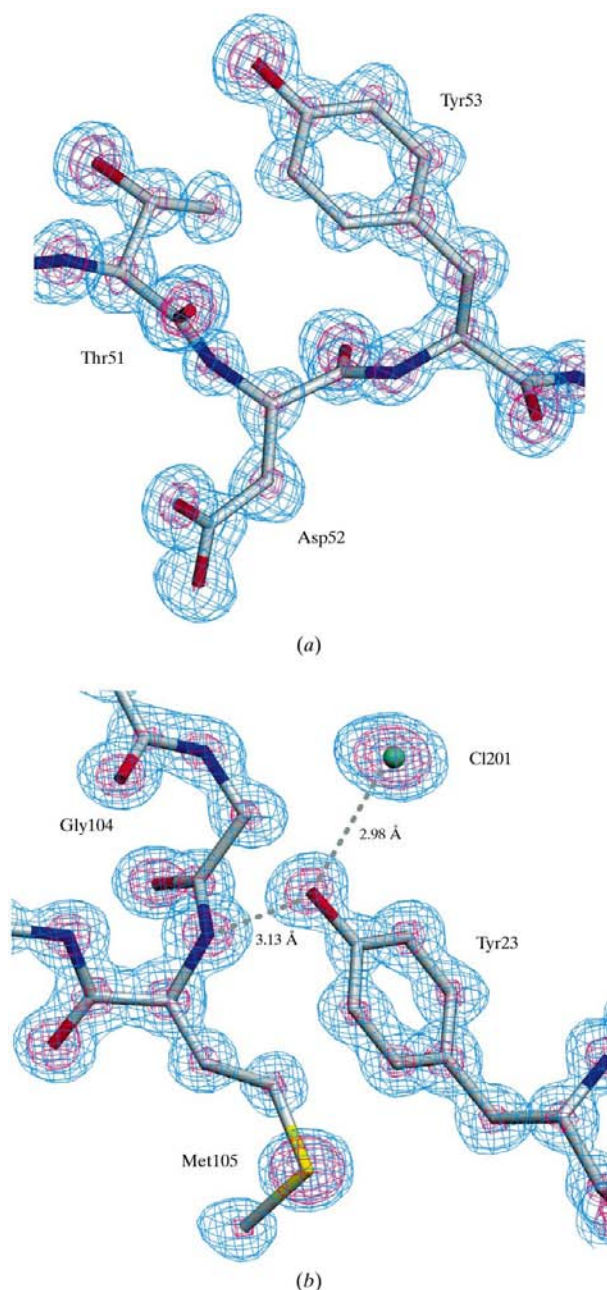 Tyr53
Thr51
Asp52
(a)
Cl201
Gly104
2.98 Å
3.13 Å
Tyr23
Met105
(b)